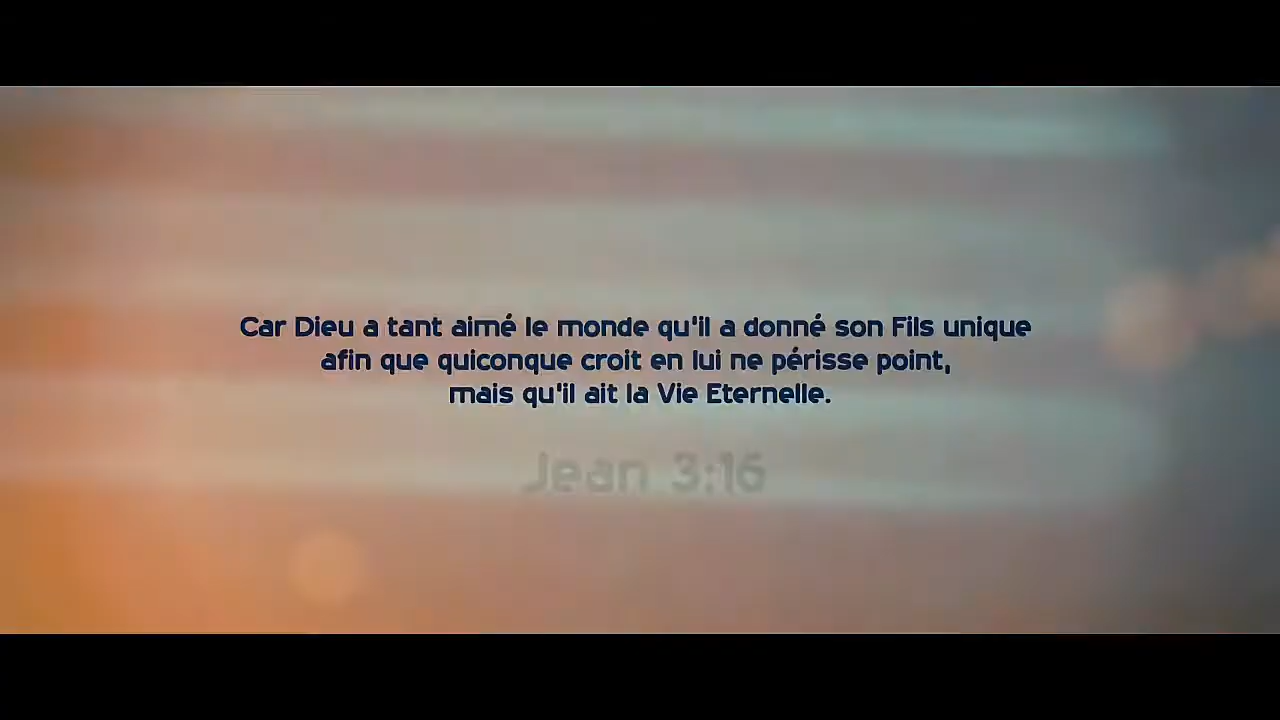 Car Dieu a tant aimé le monde qu'il a donné son Fils unique
afin que quiconque croit en lui ne périsse point,
mais qu'il ait la Vie Eternelle.
Jean 3:16